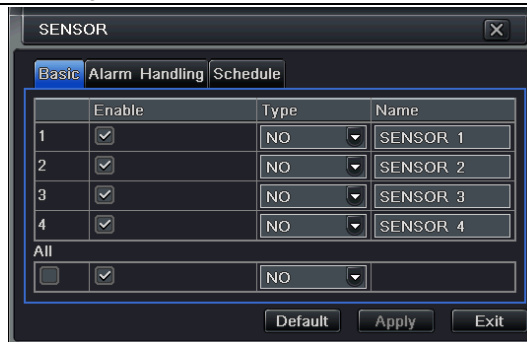 SENSOR
Basic Alarm Handling Schedule
Enable Type Name
1 NO SENSOR 1
2 NO SENSOR 2
3 NO SENSOR 3
4 NO SENSOR 4
All
NO
Default Apply Exit